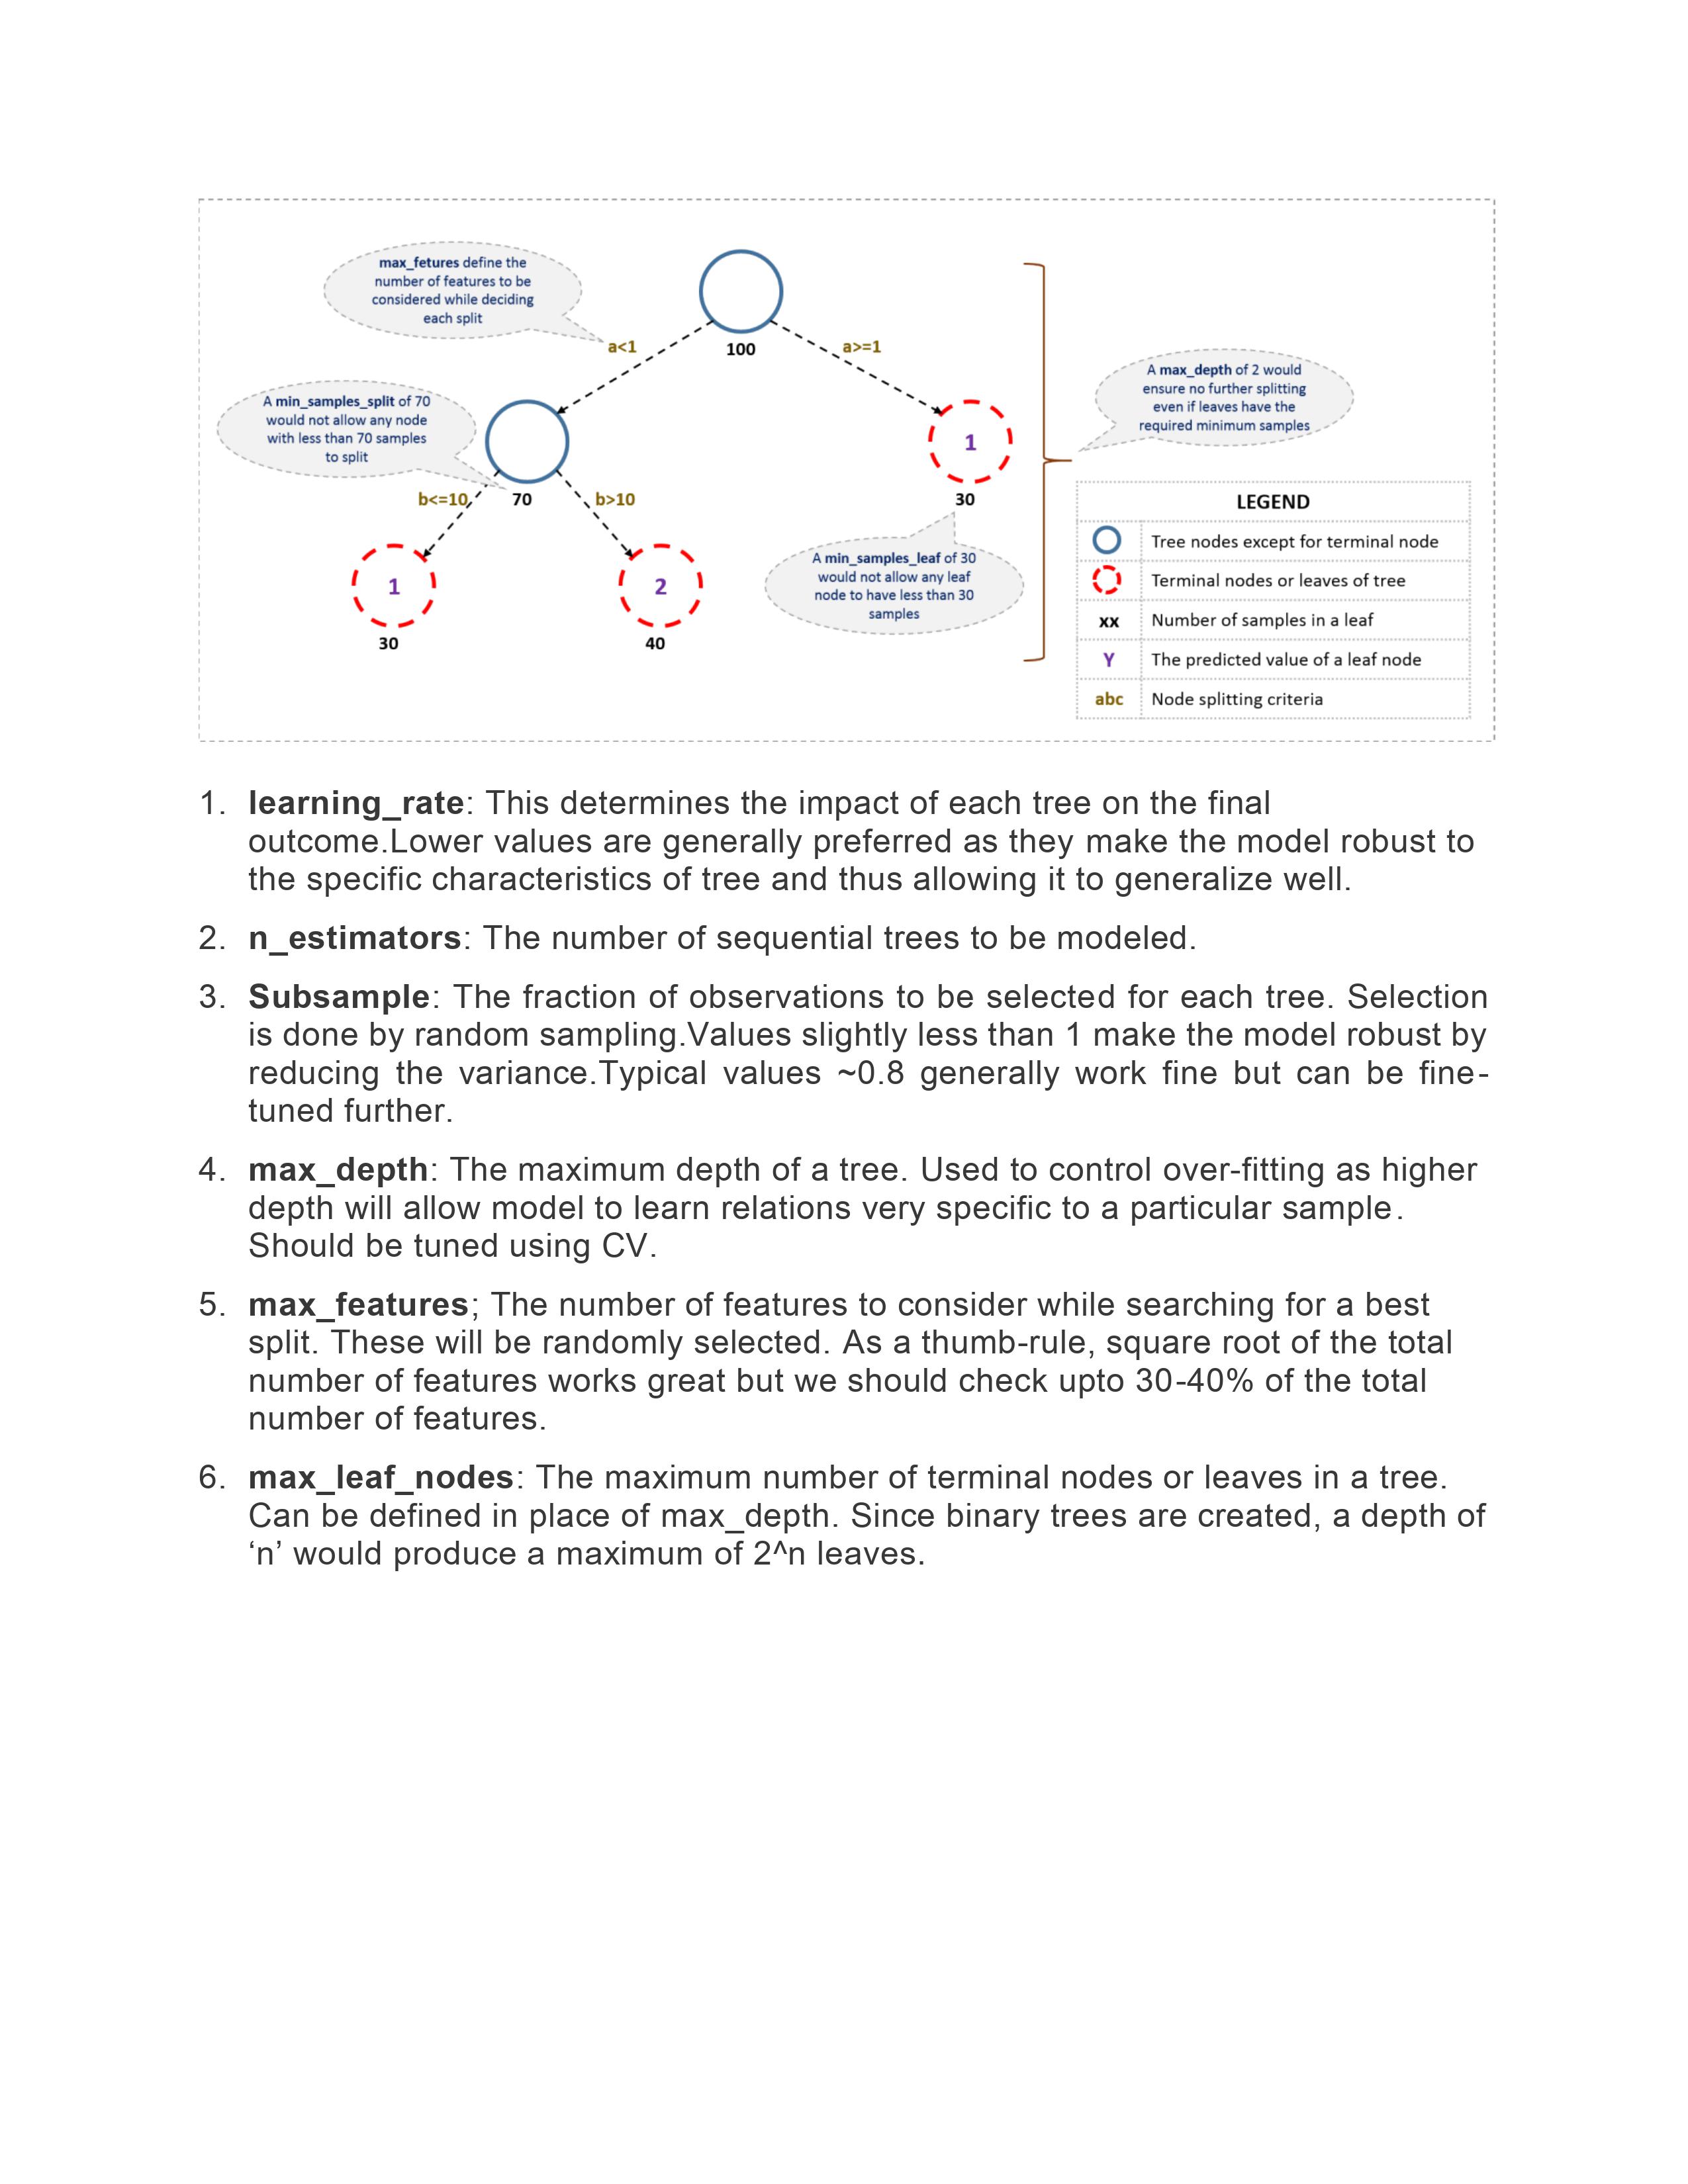 max_fetures define the
number of features to be
considered while deciding
each split
a<1
100
a>=1
A max_depth of 2 would
ensure no further splitting
even if leaves have the
required minimum samples
A min_samples_split of 70
would not allow any node
with less than 70 samples
to split
1
b<=10
70
b>10
30
A min_samples_leaf of 30
would not allow any leaf
node to have less than 30
samples
1
2
30
40
LEGEND
Tree nodes except for terminal node
Terminal nodes or leaves of tree
xx Number of samples in a leaf
Y The predicted value of a leaf node
abc Node splitting criteria
1. learning_rate: This determines the impact of each tree on the final
outcome.Lower values are generally preferred as they make the model robust to
the specific characteristics of tree and thus allowing it to generalize well.
2. n_estimators: The number of sequential trees to be modeled.
3. Subsample: The fraction of observations to be selected for each tree. Selection
is done by random sampling.Values slightly less than 1 make the model robust by
reducing the variance.Typical values ~0.8 generally work fine but can be fine-
tuned further.
4. max_depth: The maximum depth of a tree. Used to control over-fitting as higher
depth will allow model to learn relations very specific to a particular sample.
Should be tuned using CV.
5. max_features; The number of features to consider while searching for a best
split. These will be randomly selected. As a thumb-rule, square root of the total
number of features works great but we should check upto 30-40% of the total
number of features.
6. max_leaf_nodes: The maximum number of terminal nodes or leaves in a tree.
Can be defined in place of max_depth. Since binary trees are created, a depth of
‘n’ would produce a maximum of 2^n leaves.